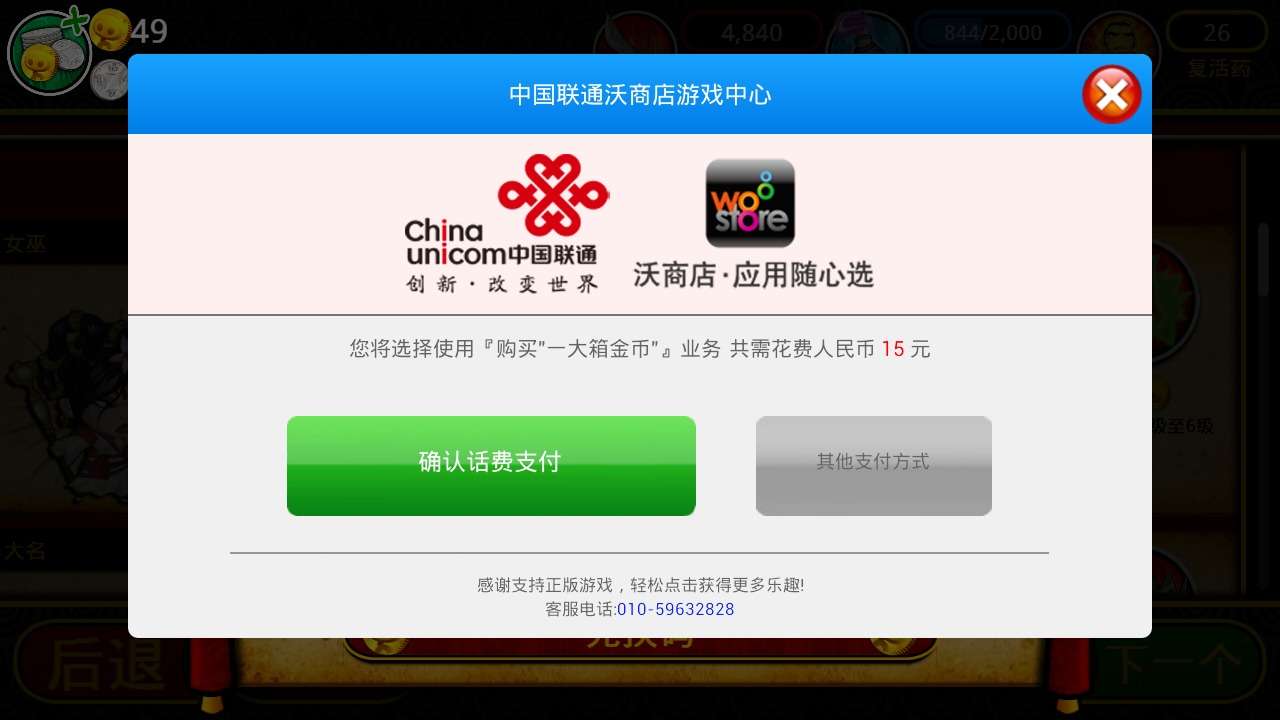 49
4,840
844/2,000
26
复活药
中国联通沃商店游戏中心
China
unicom中国联通
创新·改变世界
wo
store
沃商店·应用随心选
女巫
您将选择使用『购买"一大箱金币"』业务 共需花费人民币 15 元
级至6级
确认话费支付
其他支付方式
大名
感谢支持正版游戏，轻松点击获得更多乐趣!
客服电话:010-59632828
兑换码
后退
下一个